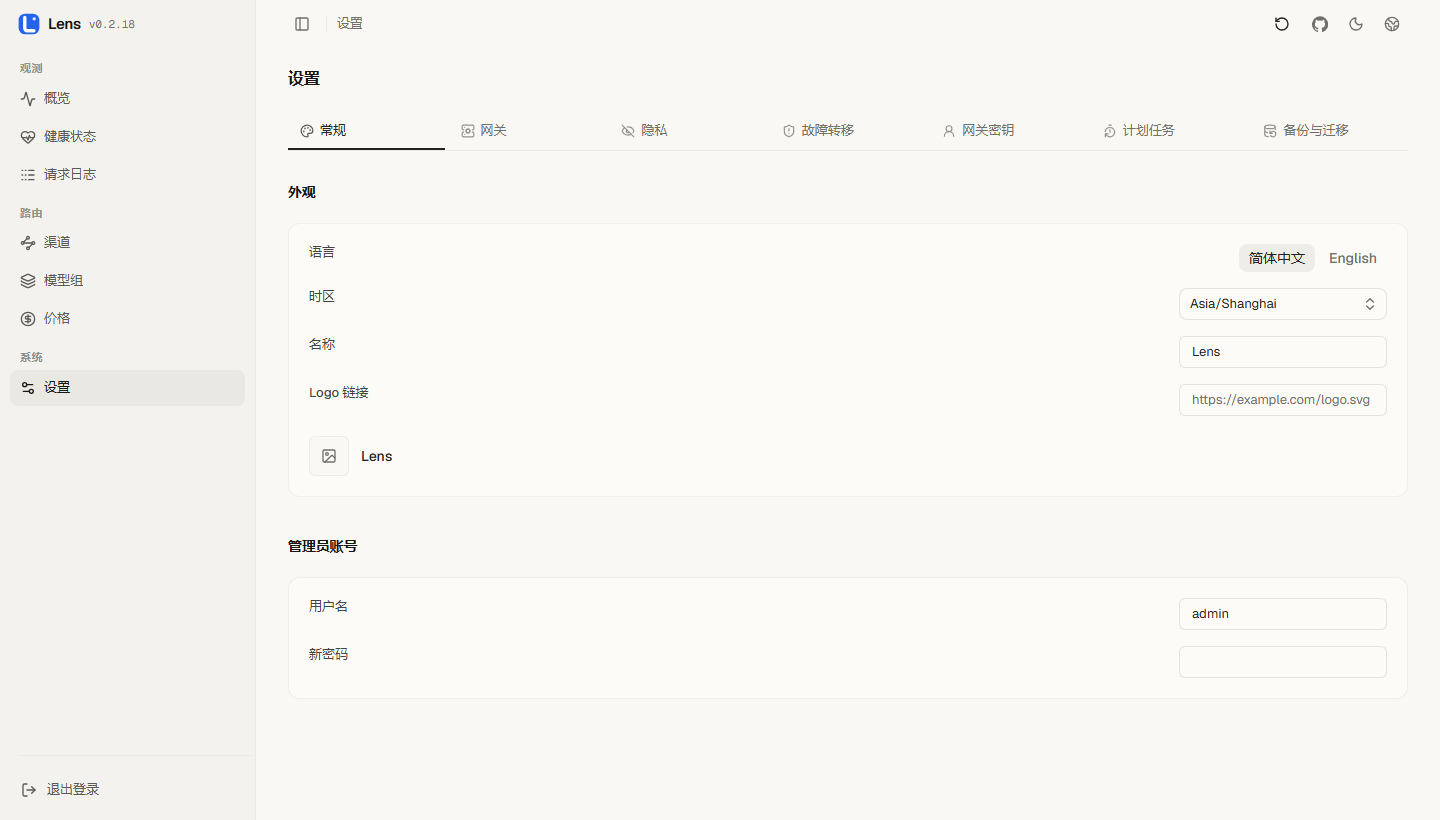 Lens v0.2.18
观测
概览
健康状态
请求日志
路由
渠道
模型组
价格
系统
设置
退出登录
设置
设置
常规
网关
隐私
故障转移
网关密钥
计划任务
备份与迁移
外观
语言
简体中文 English
时区
Asia/Shanghai
名称
Lens
Logo 链接
https://example.com/logo.svg
Lens
管理员账号
用户名
admin
新密码